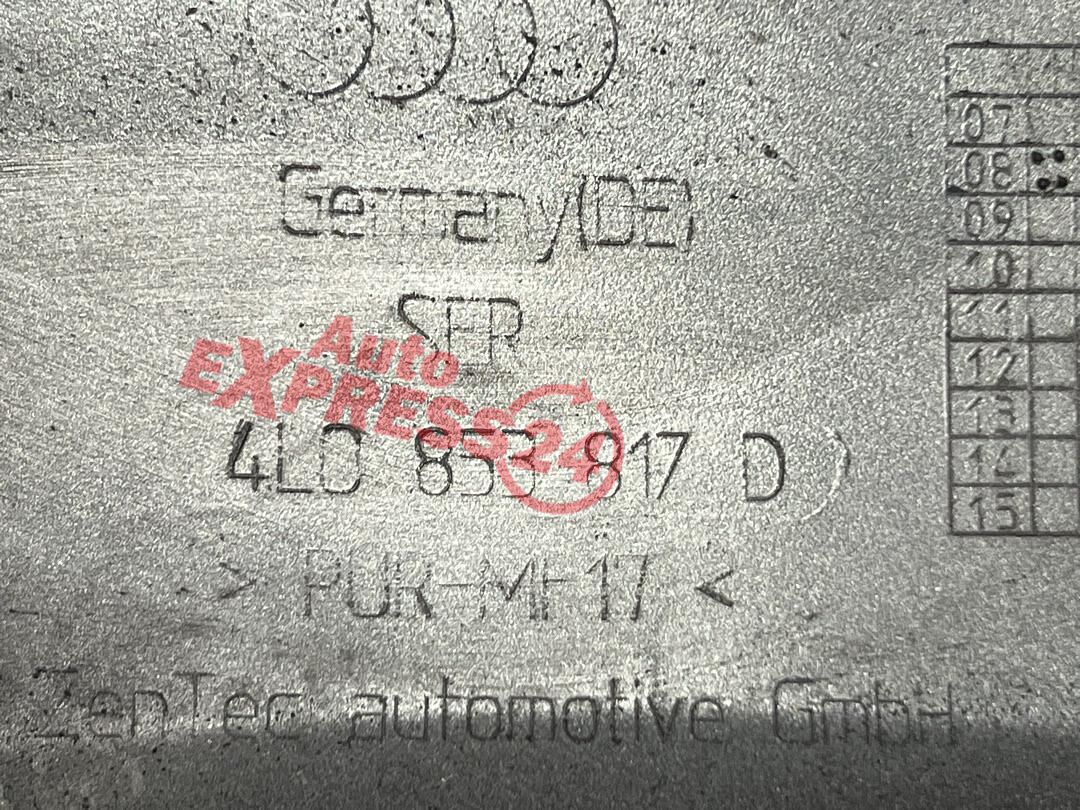 Germany(DE)
SER
Auto
EXPRESS24
4L0 853 817 D
> PUR-MF17 <
ZenTec automotive GmbH
07
08
09
10
11
12
13
14
15